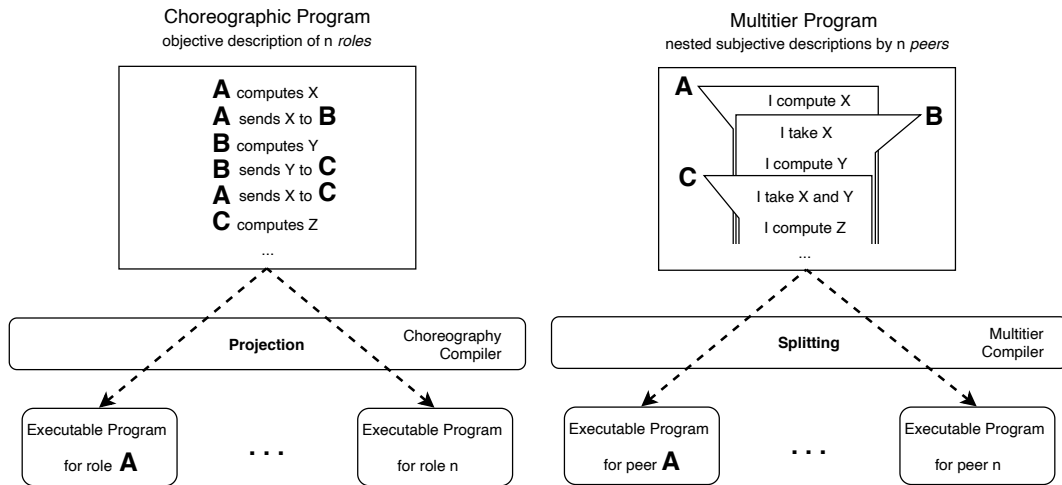 Choreographic Program
objective description of n roles
A computes X
A sends X to B
B computes Y
B sends Y to C
A sends X to C
C computes Z
...
Projection
Choreography
Compiler
Executable Program
for role A
...
Executable Program
for role n
Multitier Program
nested subjective descriptions by n peers
A
I compute X
B
I take X
I compute Y
C
I take X and Y
I compute Z
...
Splitting
Multitier
Compiler
Executable Program
for peer A
...
Executable Program
for peer n